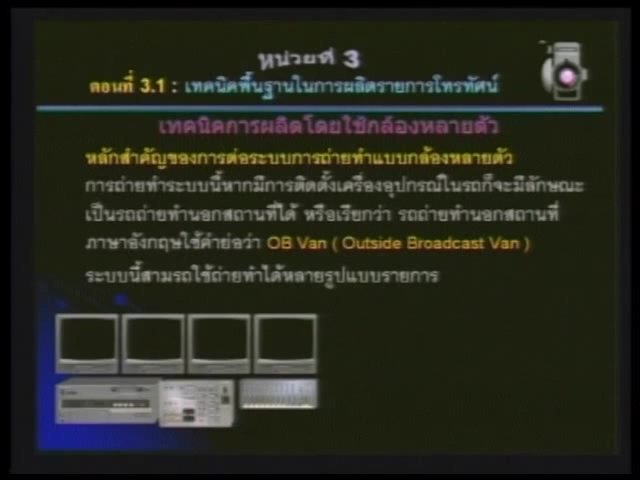 หน่วยที่ 3
ตอนที่ 3.1 : เทคนิคพื้นฐานในการผลิตรายการโทรทัศน์
เทคนิคการผลิตโดยใช้กล้องหลายตัว
หลักสำคัญของการต่อระบบการถ่ายทำแบบกล้องหลายตัว
การถ่ายทำระบบนี้หากมีการติดตั้งเครื่องอุปกรณ์ในรถก็จะมีลักษณะ
เป็นรถถ่ายทำนอกสถานที่ได้ หรือเรียกว่า รถถ่ายทำนอกสถานที่
ภาษาอังกฤษใช้คำย่อว่า OB Van ( Outside Broadcast Van )
ระบบนี้สามรถใช้ถ่ายทำได้หลายรูปแบบรายการ